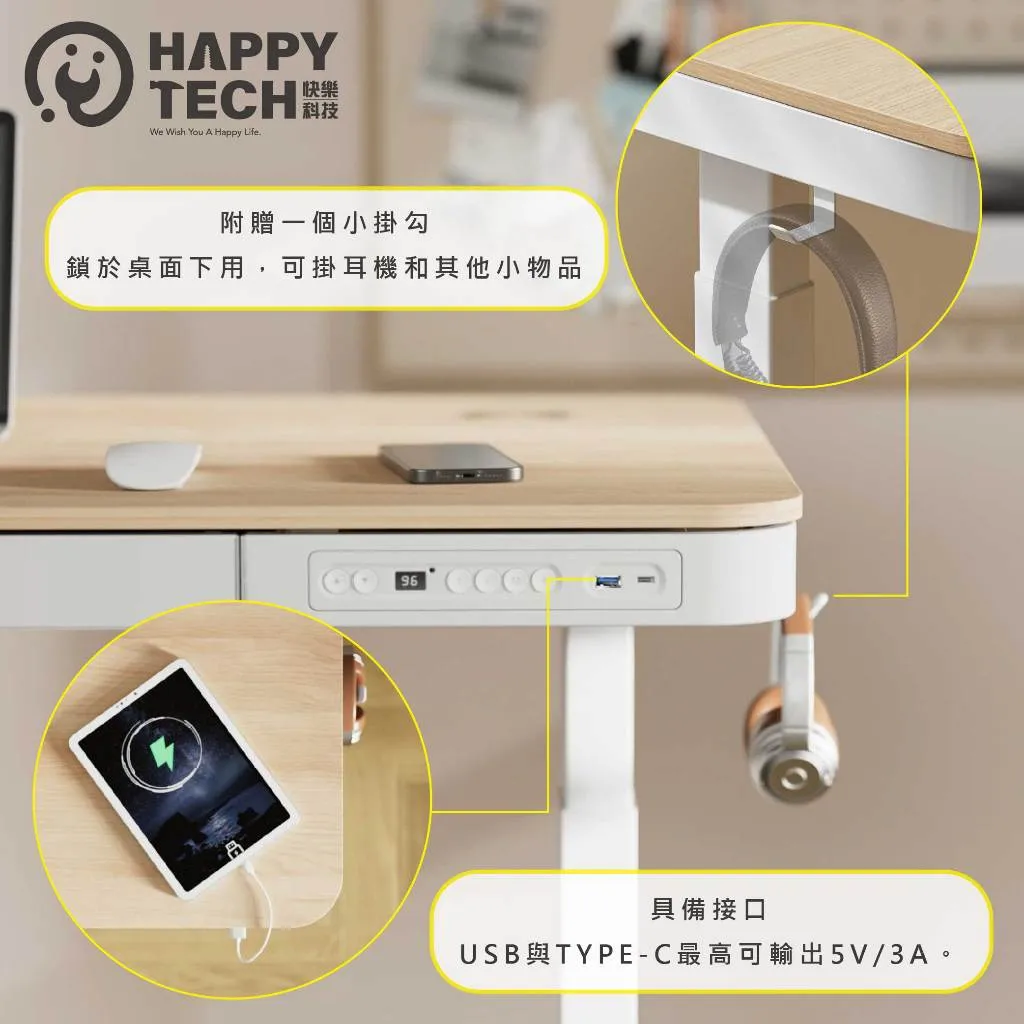 HAPPY
TECH 快樂科技
We Wish You A Happy Life.
附贈一個小掛勾
鎖於桌面下用，可掛耳機和其他小物品
96
具備接口
USB與TYPE-C最高可輸出5V/3A。